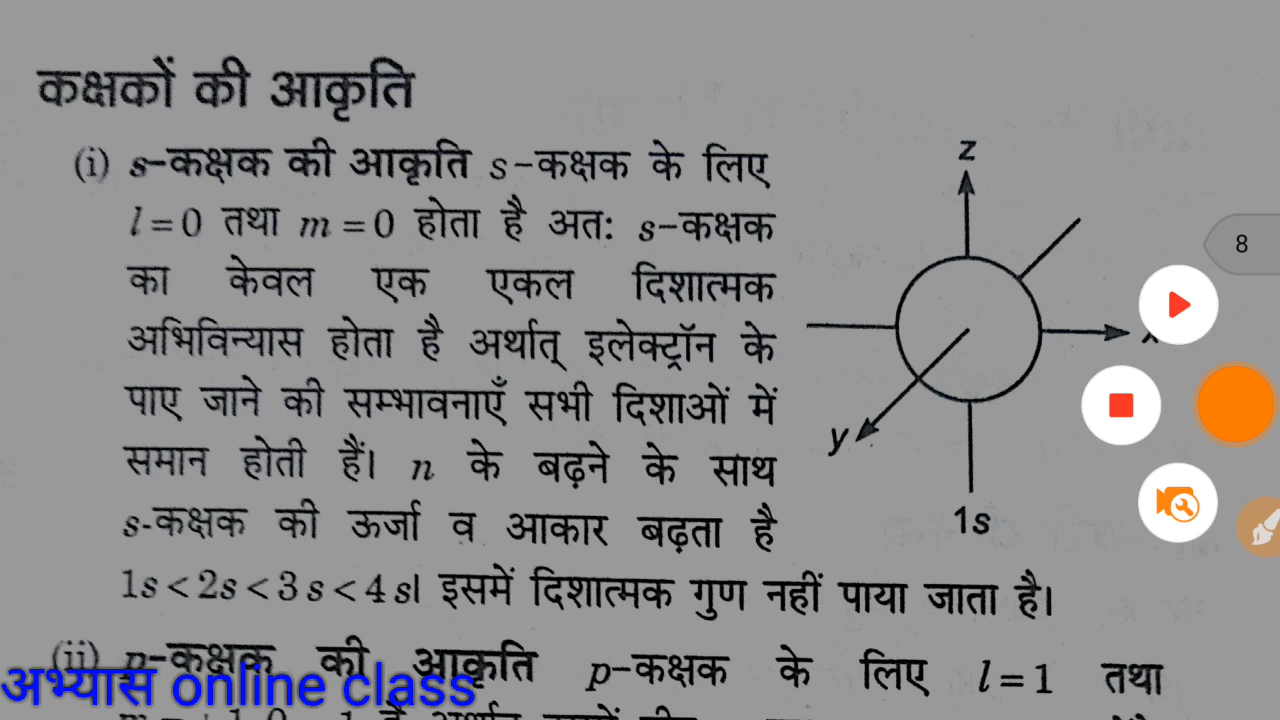 कक्षकों की आकृति
(i) s-कक्षक की आकृति s-कक्षक के लिए
l = 0 तथा m = 0 होता है अत: s-कक्षक
का केवल एक एकल दिशात्मक
अभिविन्यास होता है अर्थात् इलेक्ट्रॉन के
पाए जाने की सम्भावनाएँ सभी दिशाओं में
समान होती हैं। n के बढ़ने के साथ
s-कक्षक की ऊर्जा व आकार बढ़ता है
1s < 2s < 3 s < 4 s। इसमें दिशात्मक गुण नहीं पाया जाता है।
z
y
1s
8
(ii) p-कक्षक की आकृति p-कक्षक के लिए l = 1 तथा
अभ्यास online class